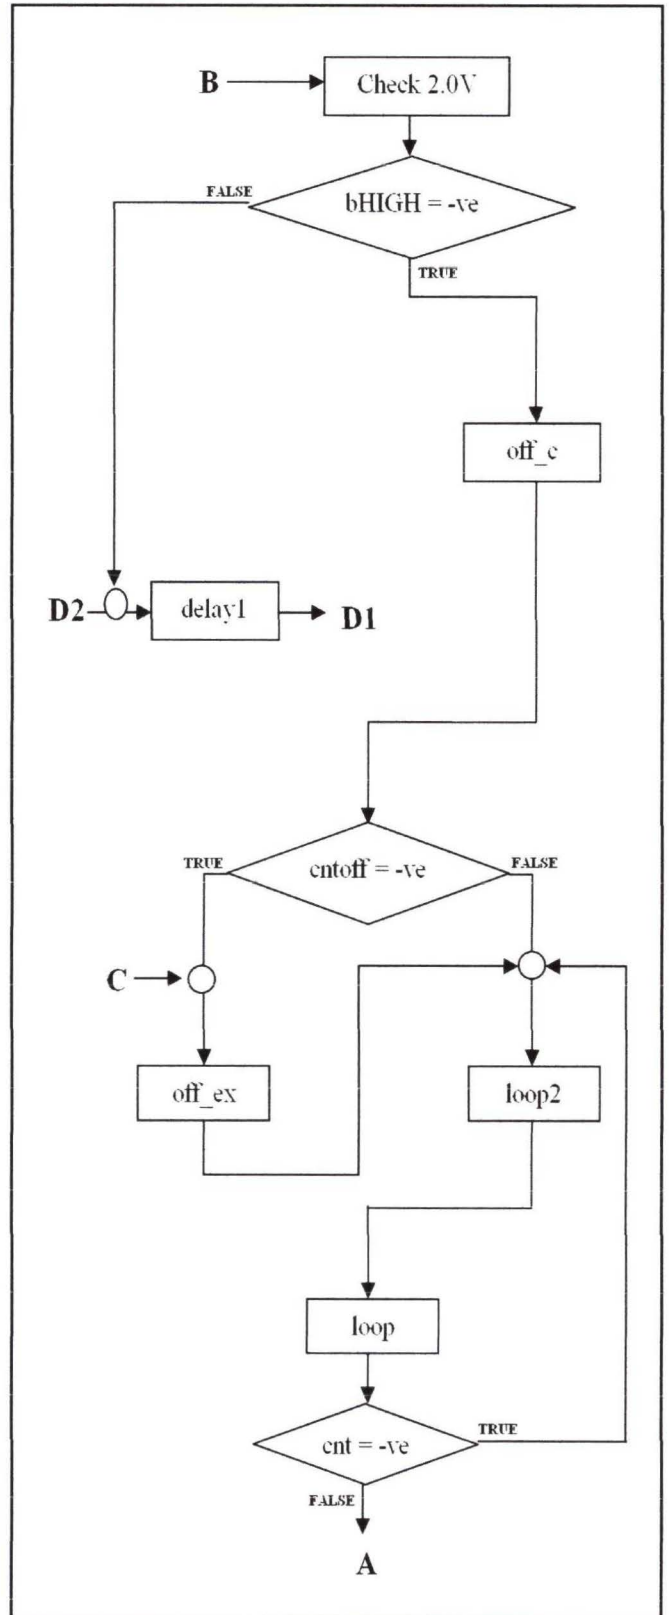 B
Check 2.0V
FALSE
bHIGH = -ve
TRUE
off_c
D2
delay1
D1
TRUE
cntoff = -ve
FALSE
C
off_ex
loop2
loop
cnt = -ve
TRUE
FALSE
A